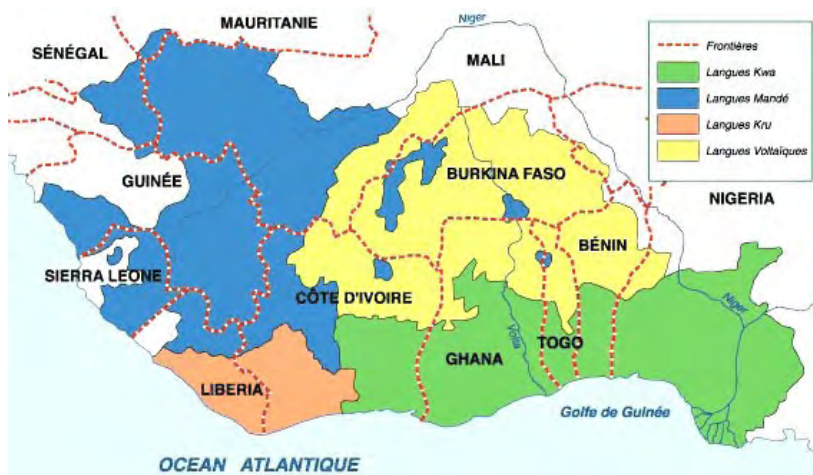 MAURITANIE
Niger
SÉNÉGAL
MALI
Frontières
Langues Kwa
Langues Mandé
Langues Kru
Langues Voltaïques
GUINÉE
BURKINA FASO
NIGERIA
BÉNIN
SIERRA LEONE
CÔTE D'IVOIRE
Niger
Volta
TOGO
GHANA
LIBERIA
Golfe de Guinée
OCEAN ATLANTIQUE